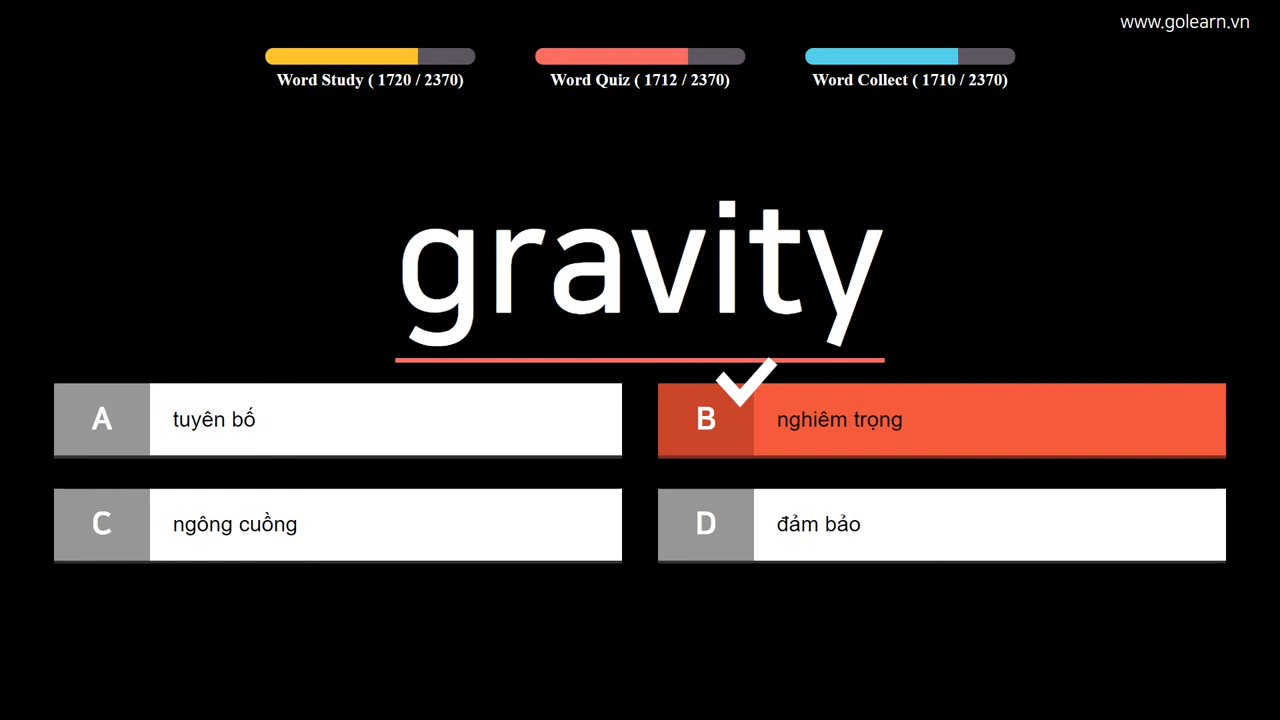 www.golearn.vn
Word Study ( 1720 / 2370)
Word Quiz ( 1712 / 2370)
Word Collect ( 1710 / 2370)
gravity
A tuyên bố
B nghiêm trọng
C ngông cuồng
D đảm bảo